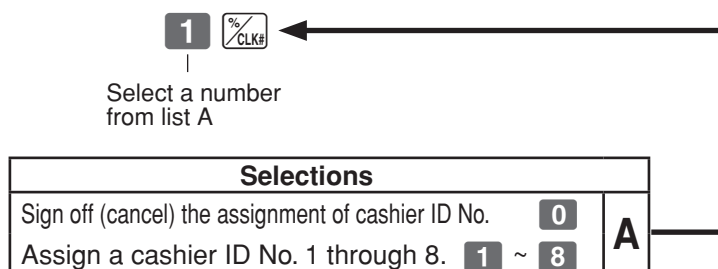 1 %/CLK#
Select a number
from list A
Selections
Sign off (cancel) the assignment of cashier ID No. 0
Assign a cashier ID No. 1 through 8. 1 ~ 8
A